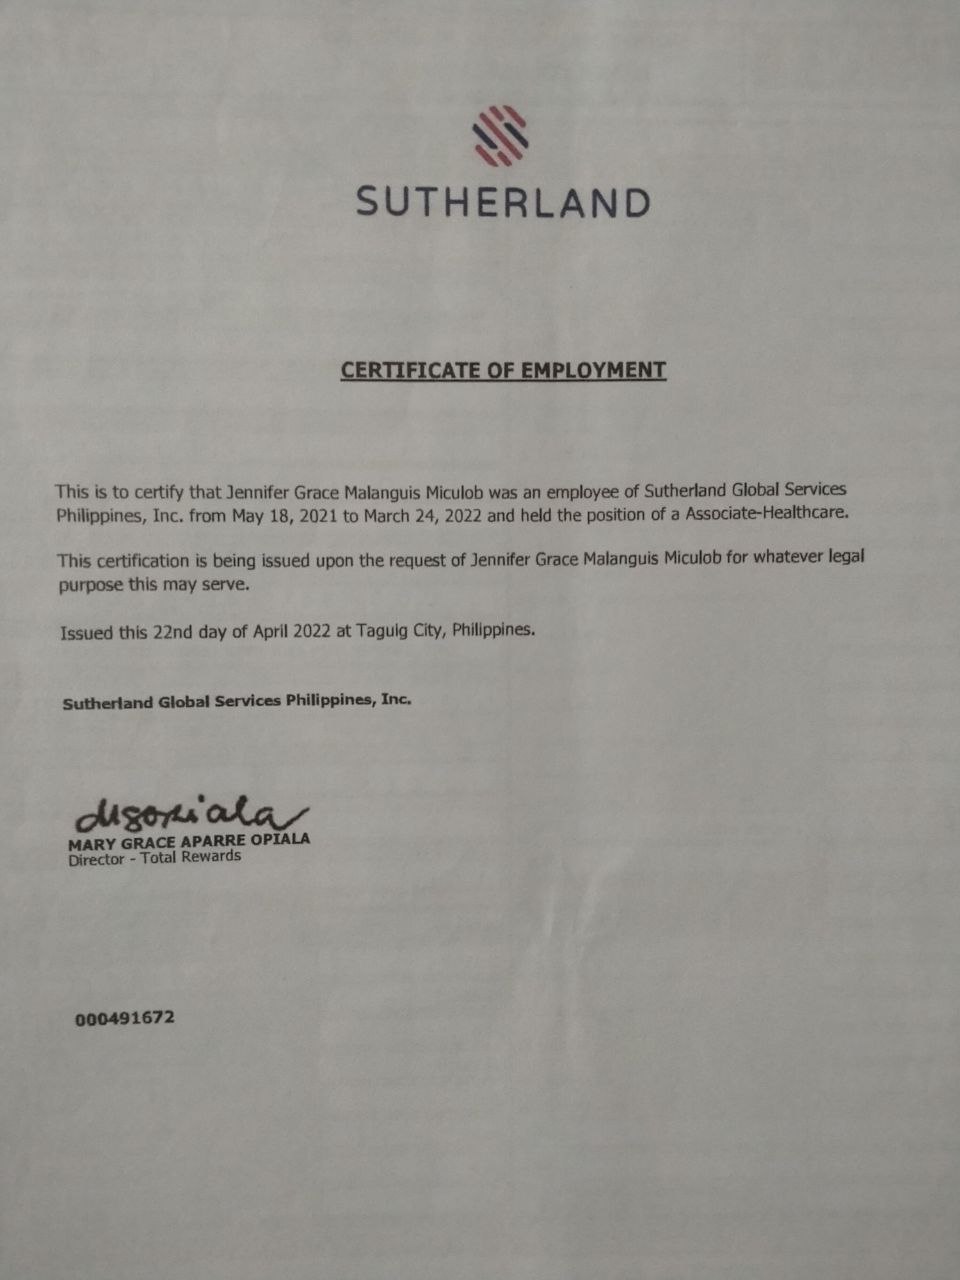 SUTHERLAND
CERTIFICATE OF EMPLOYMENT
This is to certify that Jennifer Grace Malanguis Miculob was an employee of Sutherland Global Services
Philippines, Inc. from May 18, 2021 to March 24, 2022 and held the position of a Associate-Healthcare.
This certification is being issued upon the request of Jennifer Grace Malanguis Miculob for whatever legal
purpose this may serve.
Issued this 22nd day of April 2022 at Taguig City, Philippines.
Sutherland Global Services Philippines, Inc.
MARY GRACE APARRE OPIALA
Director - Total Rewards
000491672